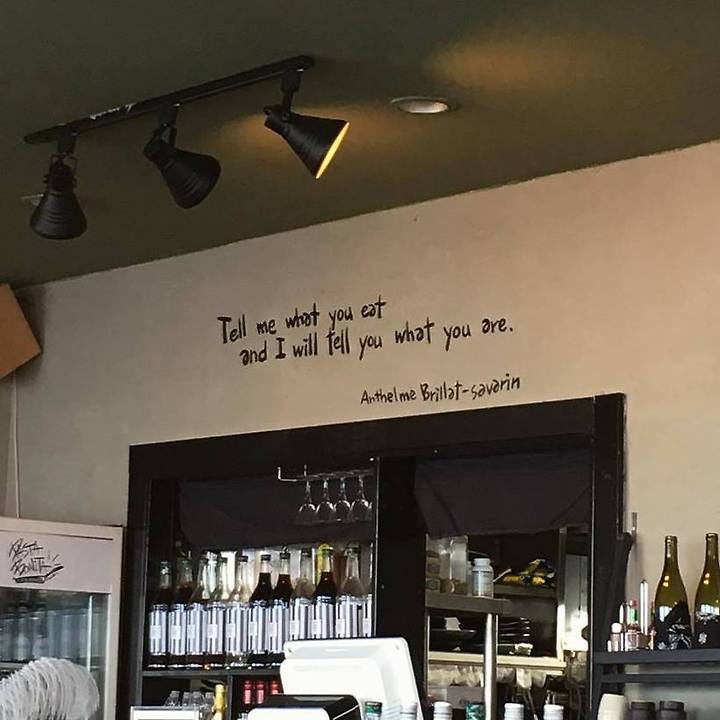 Tell me what you eat
and I will tell you what you are.
Anthelme Brillat-savarin